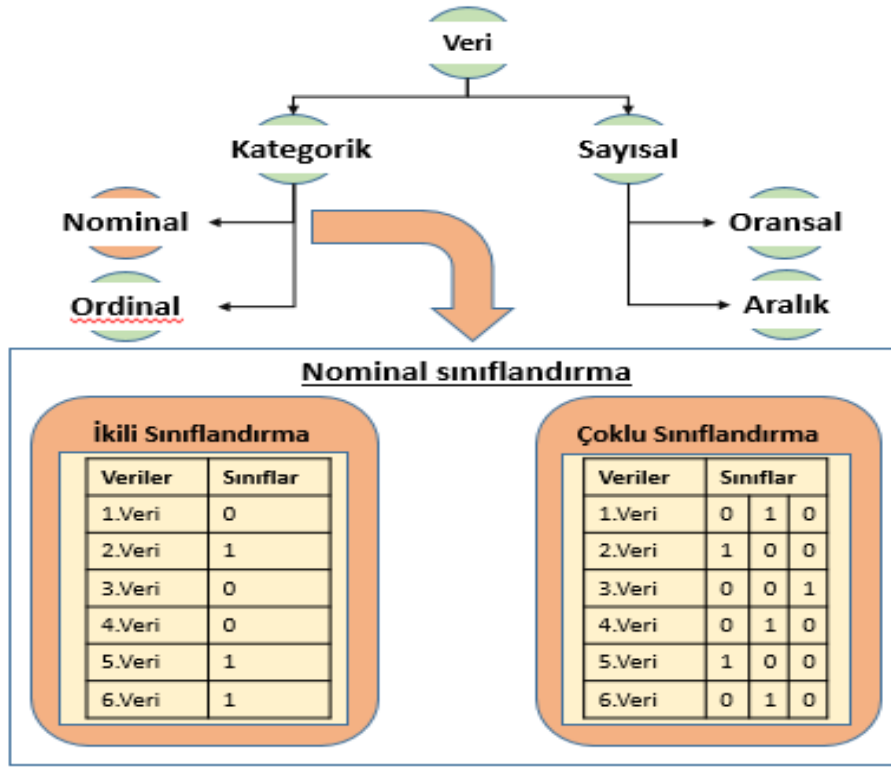 Veri
Kategorik Sayısal
Nominal Oransal
Ordinal Aralık
Nominal sınıflandırma
İkili Sınıflandırma
Veriler Sınıflar
1.Veri 0
2.Veri 1
3.Veri 0
4.Veri 0
5.Veri 1
6.Veri 1
Çoklu Sınıflandırma
Veriler Sınıflar
1.Veri 0 1 0
2.Veri 1 0 0
3.Veri 0 0 1
4.Veri 0 1 0
5.Veri 1 0 0
6.Veri 0 1 0